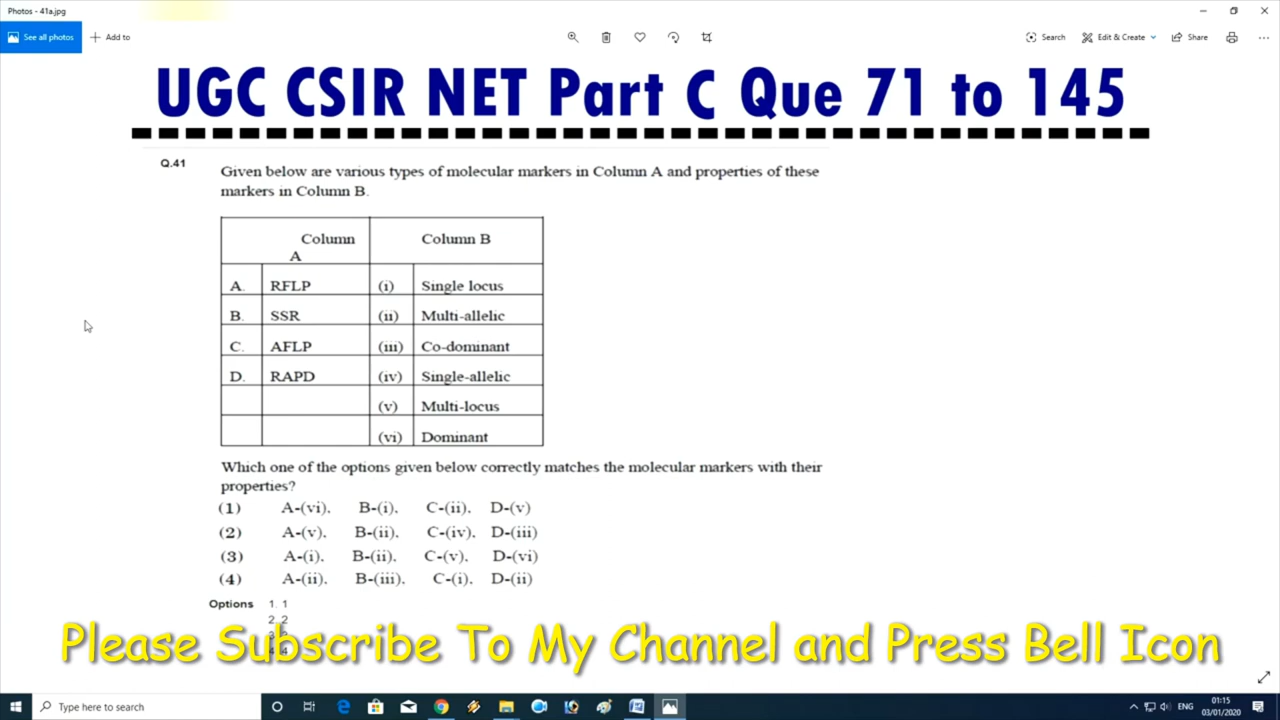 Photos - 41a.jpg
See all photos
Add to
Search
Edit & Create
Share
UGC CSIR NET Part C Que 71 to 145
Q.41
Given below are various types of molecular markers in Column A and properties of these
markers in Column B.
Column A
Column B
A. RFLP (i) Single locus
B. SSR (ii) Multi-allelic
C. AFLP (iii) Co-dominant
D. RAPD (iv) Single-allelic
(v) Multi-locus
(vi) Dominant
Which one of the options given below correctly matches the molecular markers with their
properties?
(1) A-(vi), B-(i), C-(ii), D-(v)
(2) A-(v), B-(ii), C-(iv), D-(iii)
(3) A-(i), B-(ii), C-(v), D-(vi)
(4) A-(ii), B-(iii), C-(i), D-(ii)
Options 1. 1
2. 2
Please Subscribe To My Channel and Press Bell Icon
Type here to search
ENG
01:15
03/01/2020